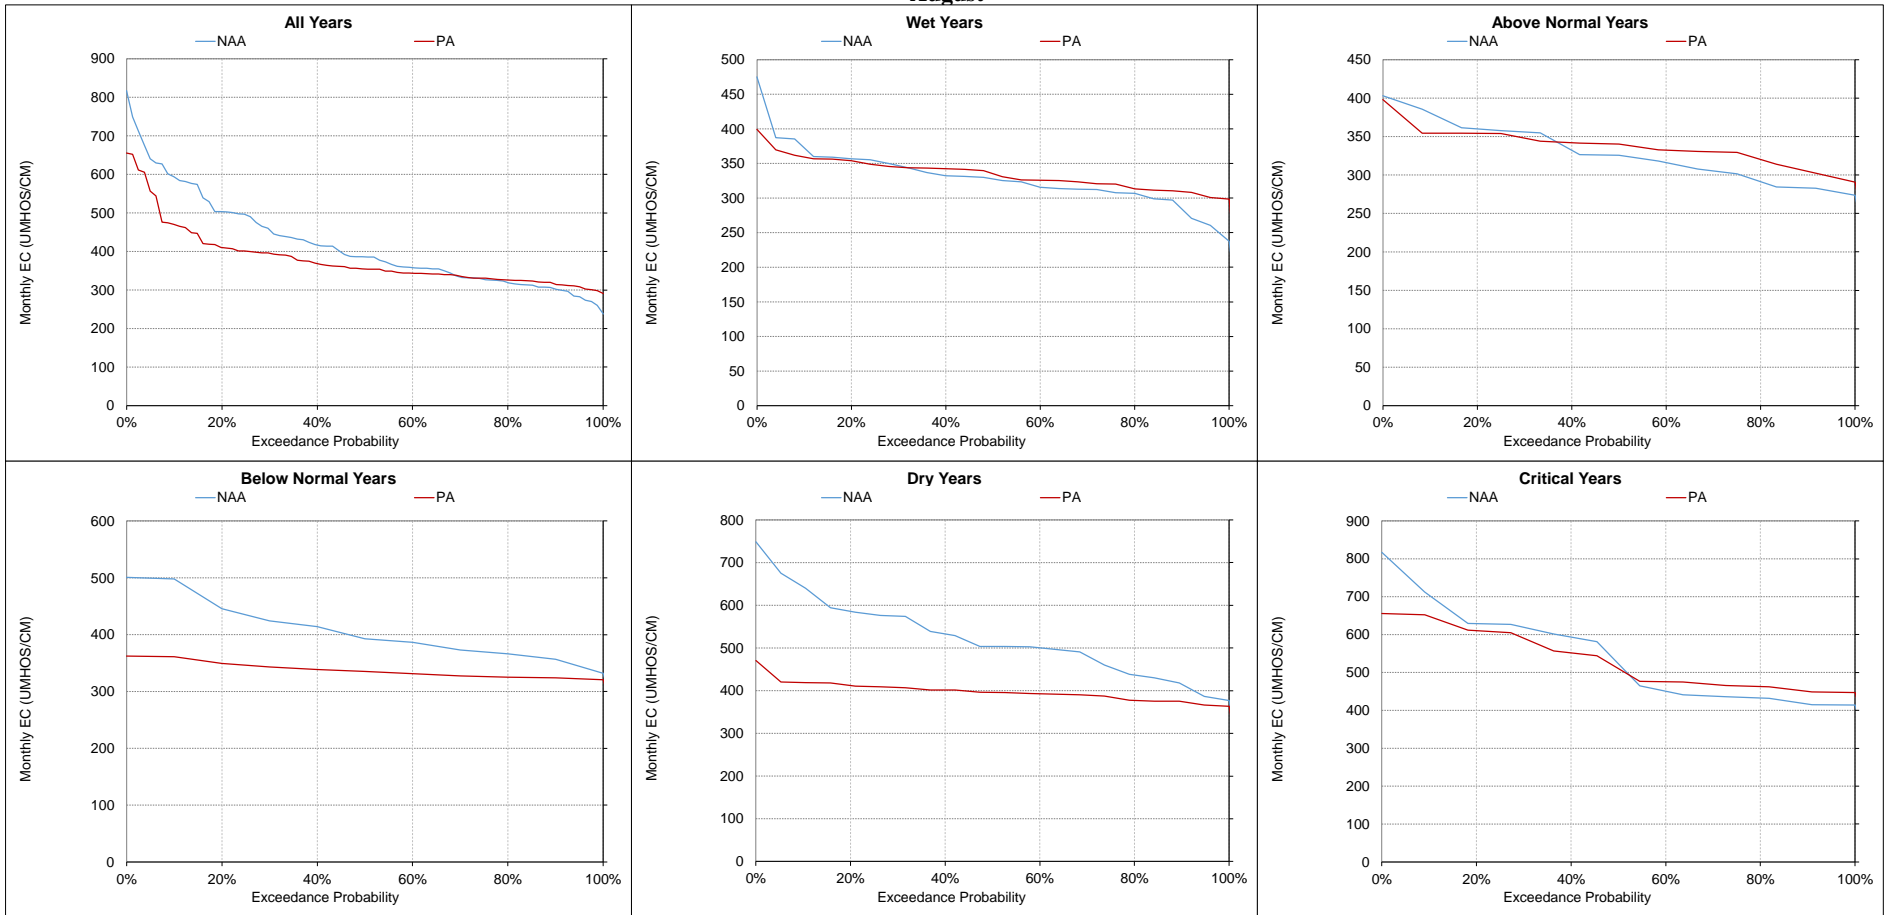 All Years
NAA PA
Monthly EC (UMHOS/CM)
900
800
700
600
500
400
300
200
100
0
0% 20% 40% 60% 80% 100%
Exceedance Probability
Wet Years
NAA PA
Monthly EC (UMHOS/CM)
500
450
400
350
300
250
200
150
100
50
0
0% 20% 40% 60% 80% 100%
Exceedance Probability
Above Normal Years
NAA PA
Monthly EC (UMHOS/CM)
450
400
350
300
250
200
150
100
50
0
0% 20% 40% 60% 80% 100%
Exceedance Probability
Below Normal Years
NAA PA
Monthly EC (UMHOS/CM)
600
500
400
300
200
100
0
0% 20% 40% 60% 80% 100%
Exceedance Probability
Dry Years
NAA PA
Monthly EC (UMHOS/CM)
800
700
600
500
400
300
200
100
0
0% 20% 40% 60% 80% 100%
Exceedance Probability
Critical Years
NAA PA
Monthly EC (UMHOS/CM)
900
800
700
600
500
400
300
200
100
0
0% 20% 40% 60% 80% 100%
Exceedance Probability